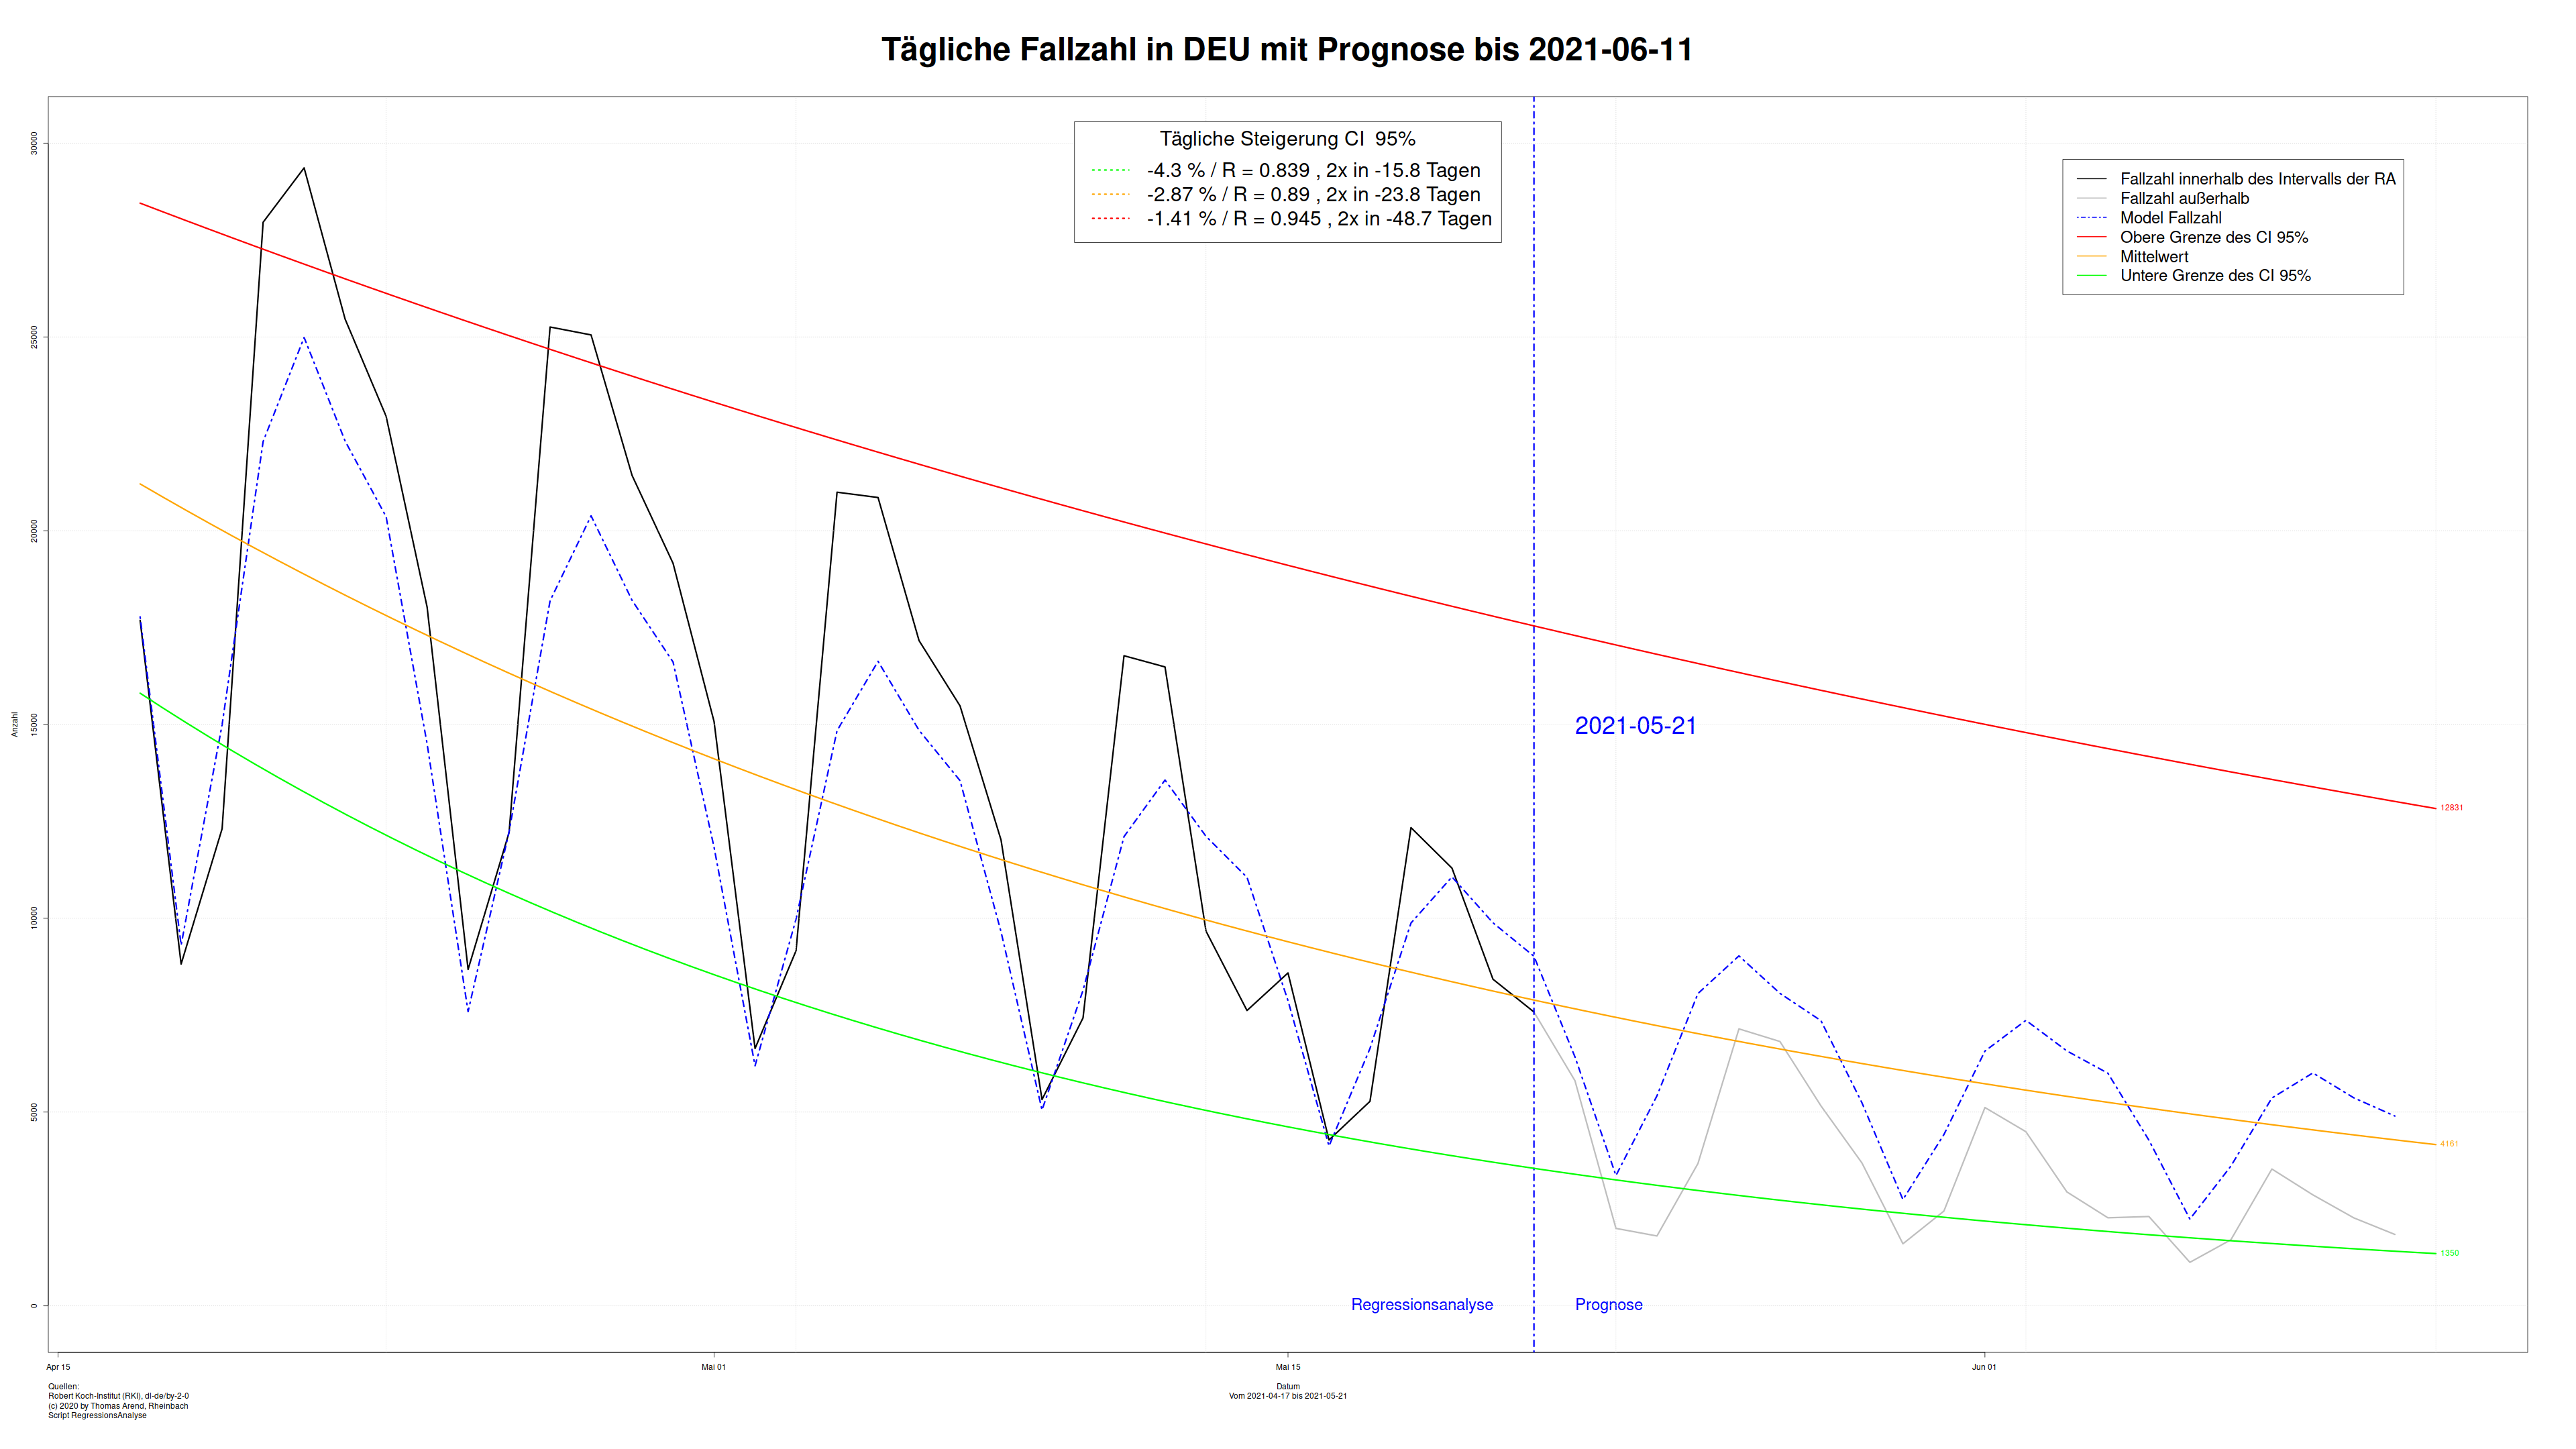 Tägliche Fallzahl in DEU mit Prognose bis 2021-06-11
Tägliche Steigerung CI  95%
-4.3 % / R = 0.839 , 2x in -15.8 Tagen
-2.87 % / R = 0.89 , 2x in -23.8 Tagen
-1.41 % / R = 0.945 , 2x in -48.7 Tagen
Fallzahl innerhalb des Intervalls der RA
Fallzahl außerhalb
Model Fallzahl
Obere Grenze des CI 95%
Mittelwert
Untere Grenze des CI 95%
30000
25000
20000
15000
10000
5000
0
Anzahl
2021-05-21
12831
4161
1350
Regressionsanalyse
Prognose
Apr 15
Mai 01
Mai 15
Jun 01
Datum
Vom 2021-04-17 bis 2021-05-21
Quellen:
Robert Koch-Institut (RKI), dl-de/by-2-0
(c) 2020 by Thomas Arend, Rheinbach
Script RegressionsAnalyse